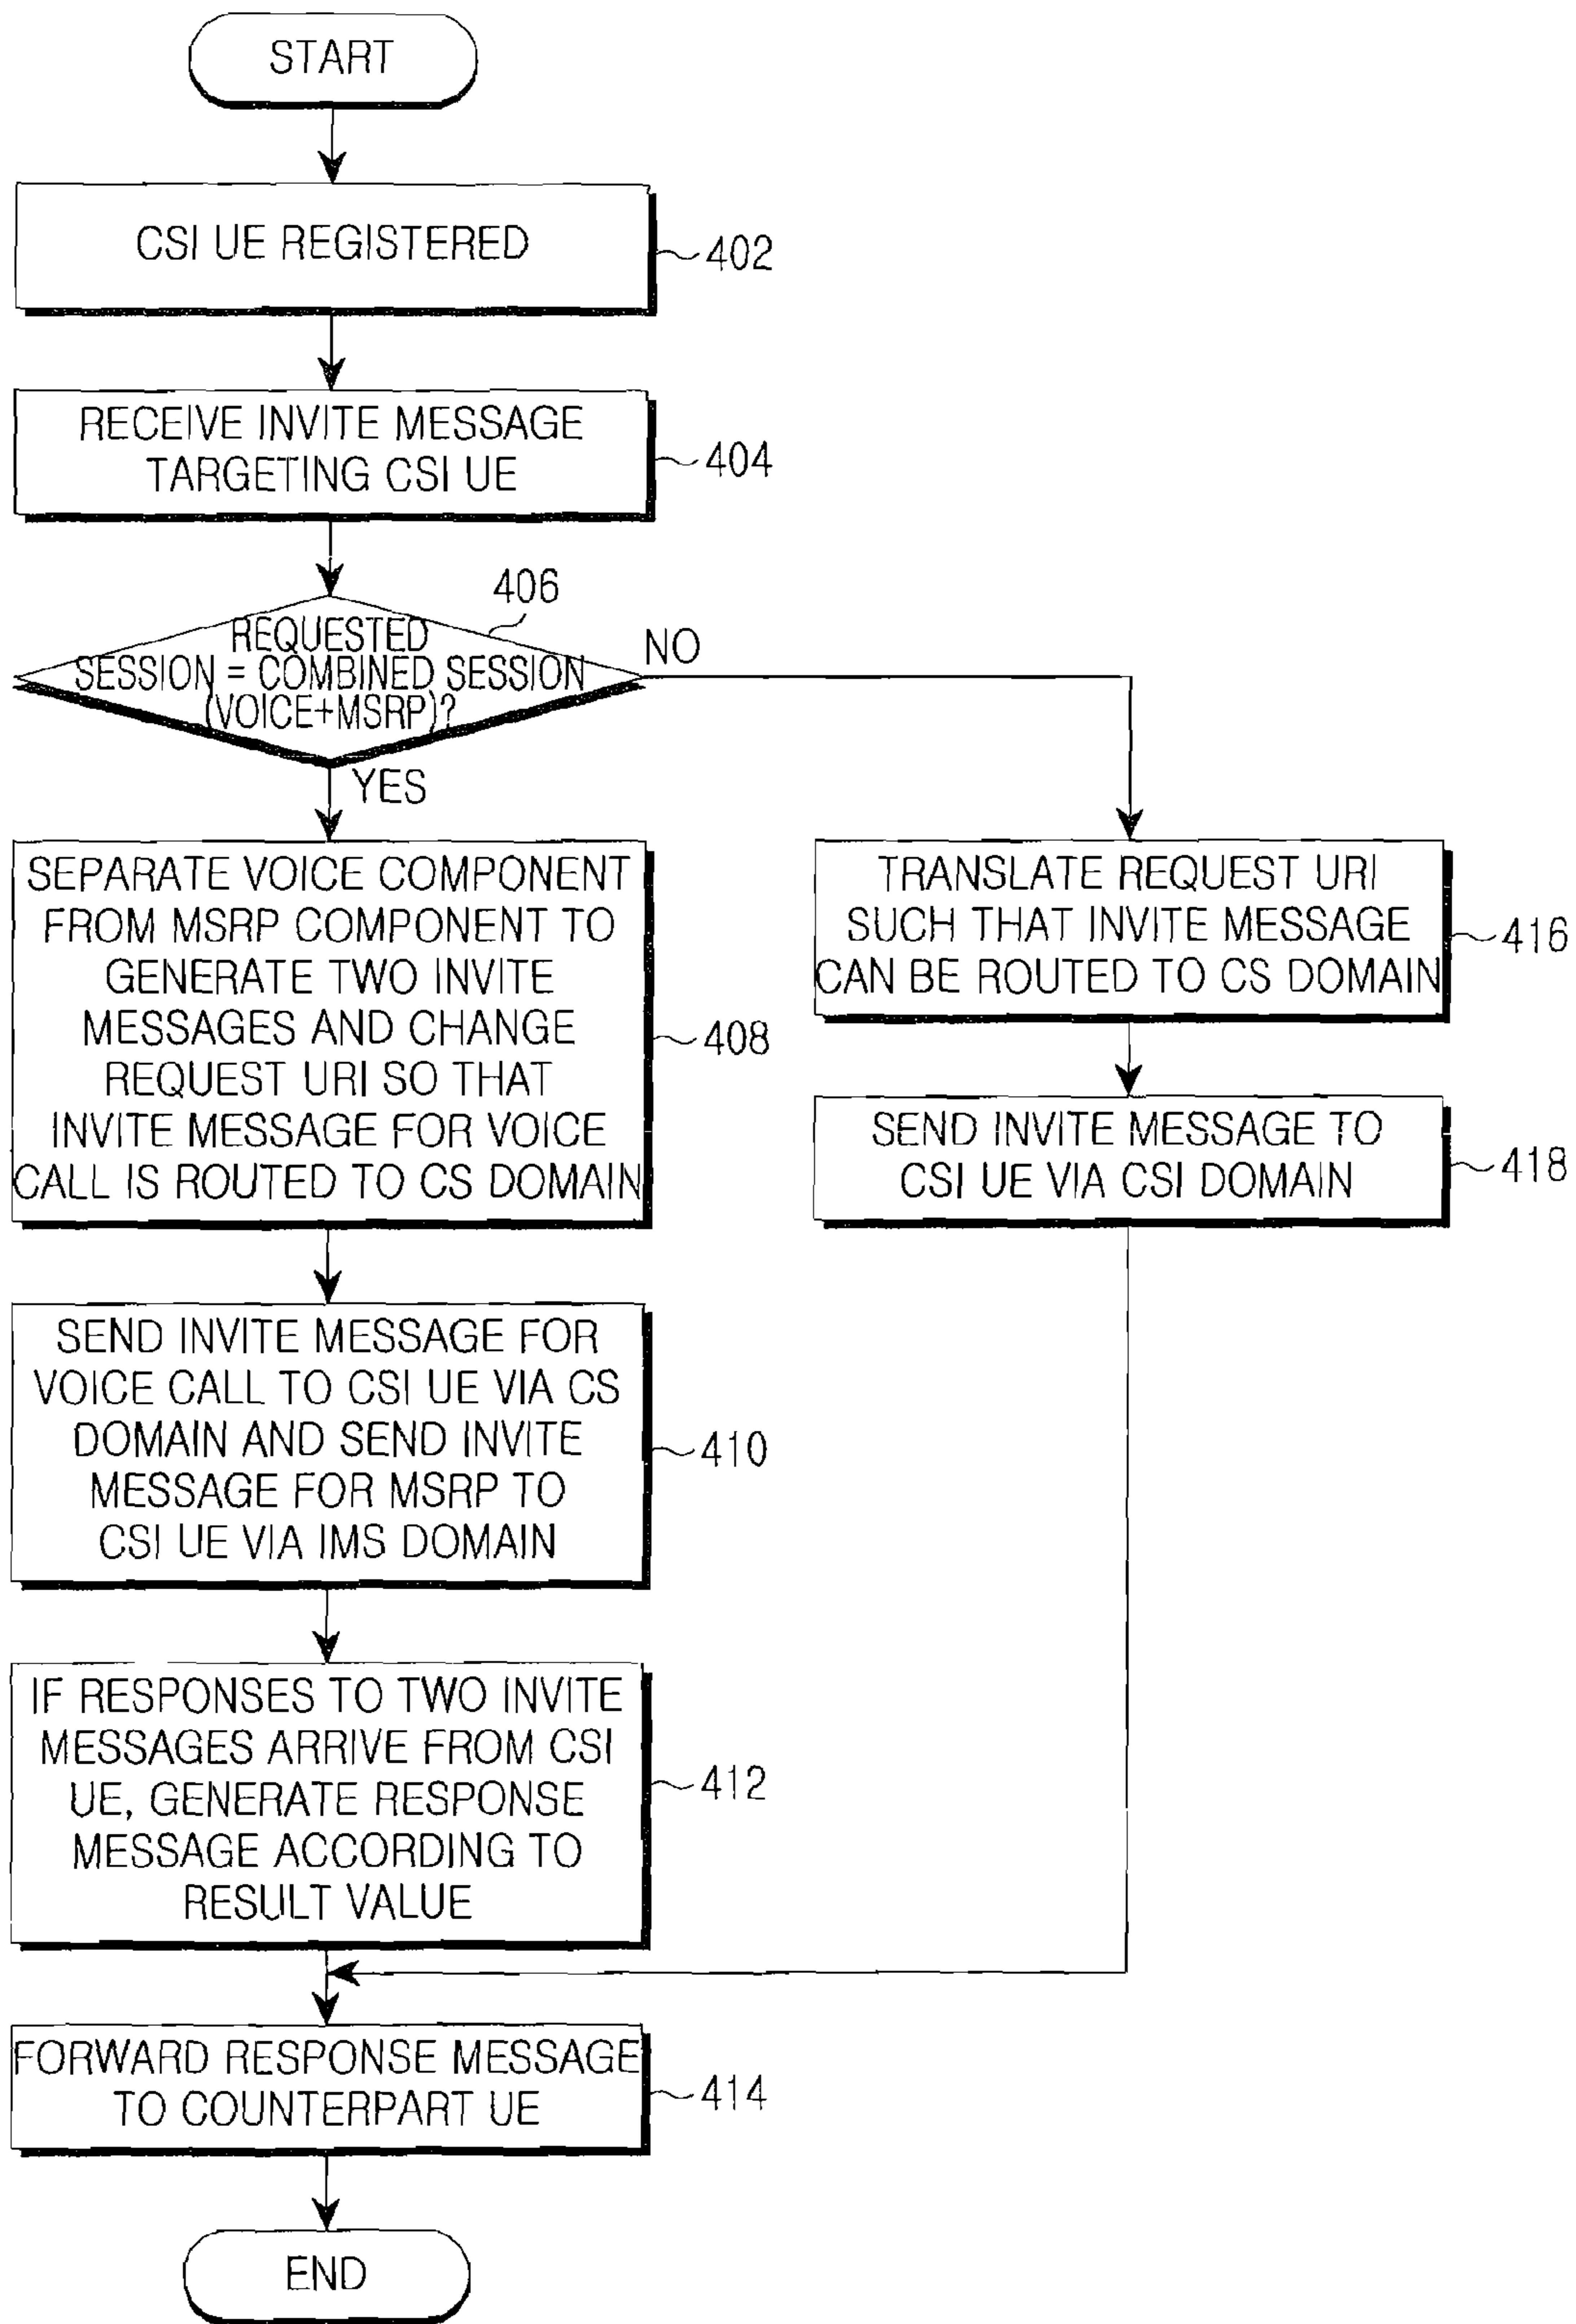 START
CSI UE REGISTERED
402
RECEIVE INVITE MESSAGE
TARGETING CSI UE
404
406
REQUESTED
SESSION = COMBINED SESSION
(VOICE+MSRP)?
NO
YES
SEPARATE VOICE COMPONENT
FROM MSRP COMPONENT TO
GENERATE TWO INVITE
MESSAGES AND CHANGE
REQUEST URI SO THAT
INVITE MESSAGE FOR VOICE
CALL IS ROUTED TO CS DOMAIN
408
TRANSLATE REQUEST URI
SUCH THAT INVITE MESSAGE
CAN BE ROUTED TO CS DOMAIN
416
SEND INVITE MESSAGE TO
CSI UE VIA CSI DOMAIN
418
SEND INVITE MESSAGE FOR
VOICE CALL TO CSI UE VIA CS
DOMAIN AND SEND INVITE
MESSAGE FOR MSRP TO
CSI UE VIA IMS DOMAIN
410
IF RESPONSES TO TWO INVITE
MESSAGES ARRIVE FROM CSI
UE, GENERATE RESPONSE
MESSAGE ACCORDING TO
RESULT VALUE
412
FORWARD RESPONSE MESSAGE
TO COUNTERPART UE
414
END